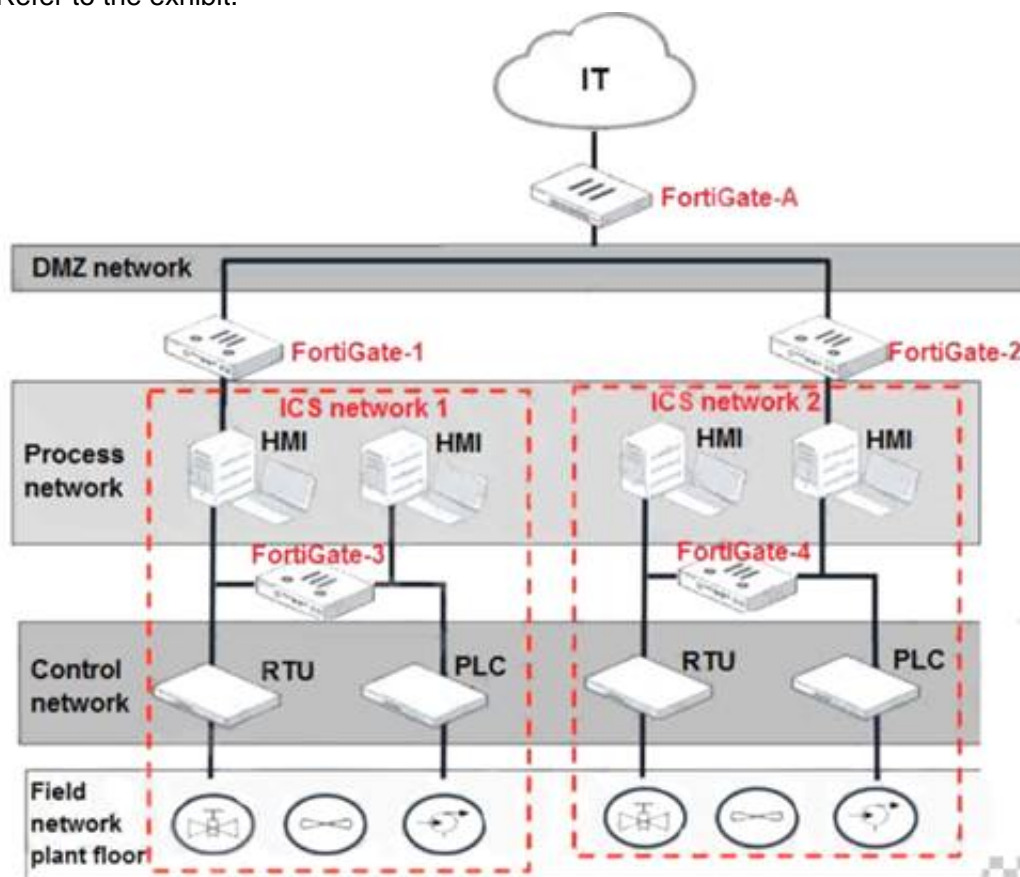 Refer to the exhibit.
IT
FortiGate-A
DMZ network
FortiGate-1
FortiGate-2
ICS network 1
ICS network 2
HMI
HMI
HMI
HMI
Process
network
FortiGate-3
FortiGate-4
Control
network
RTU
PLC
RTU
PLC
Field
network
plant floor